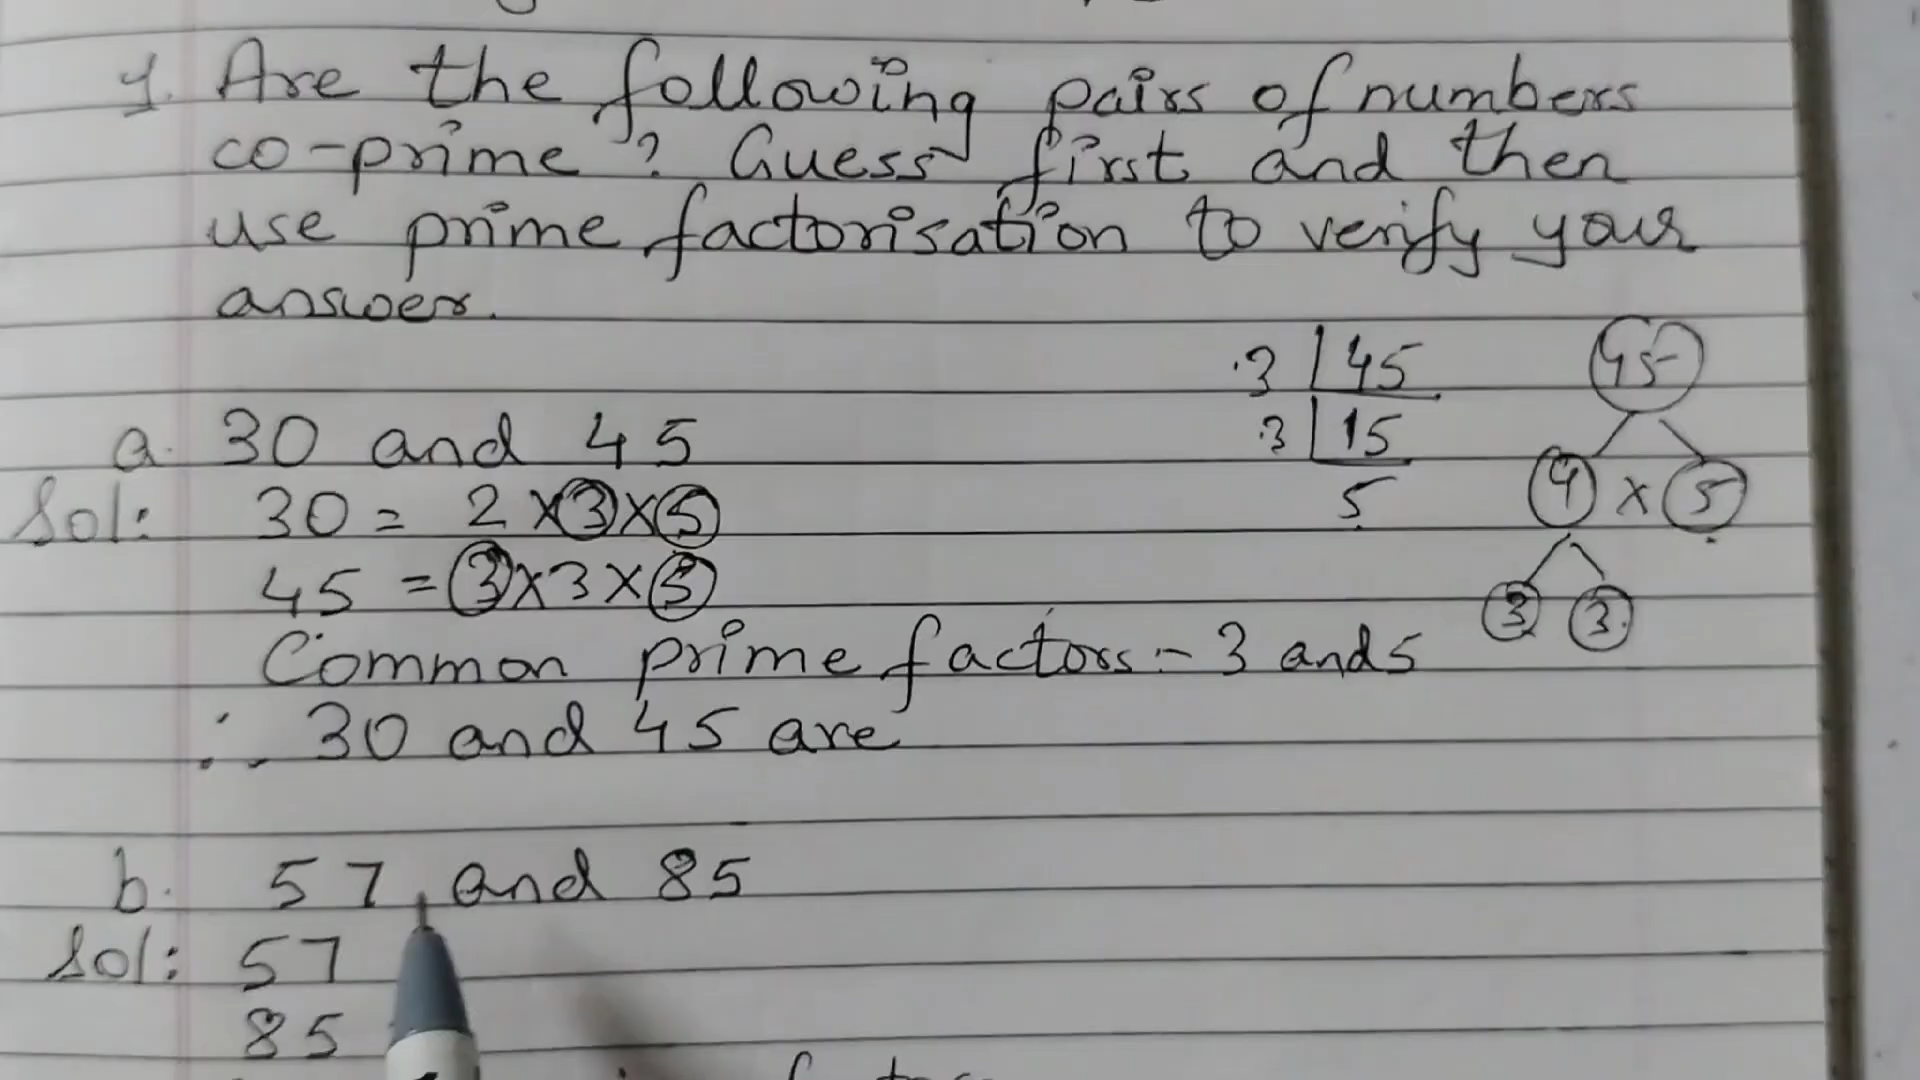 1. Are the following pairs of numbers
co-prime? Guess first and then
use prime factorisation to verify your
answer.
3 | 45
3 | 15
5
45
9 x 5
3 3
a. 30 and 45
Sol: 30 = 2 x 3 x 5
45 = 3 x 3 x 5
Common prime factors:- 3 and 5
∴ 30 and 45 are
b. 57 and 85
Sol: 57
85